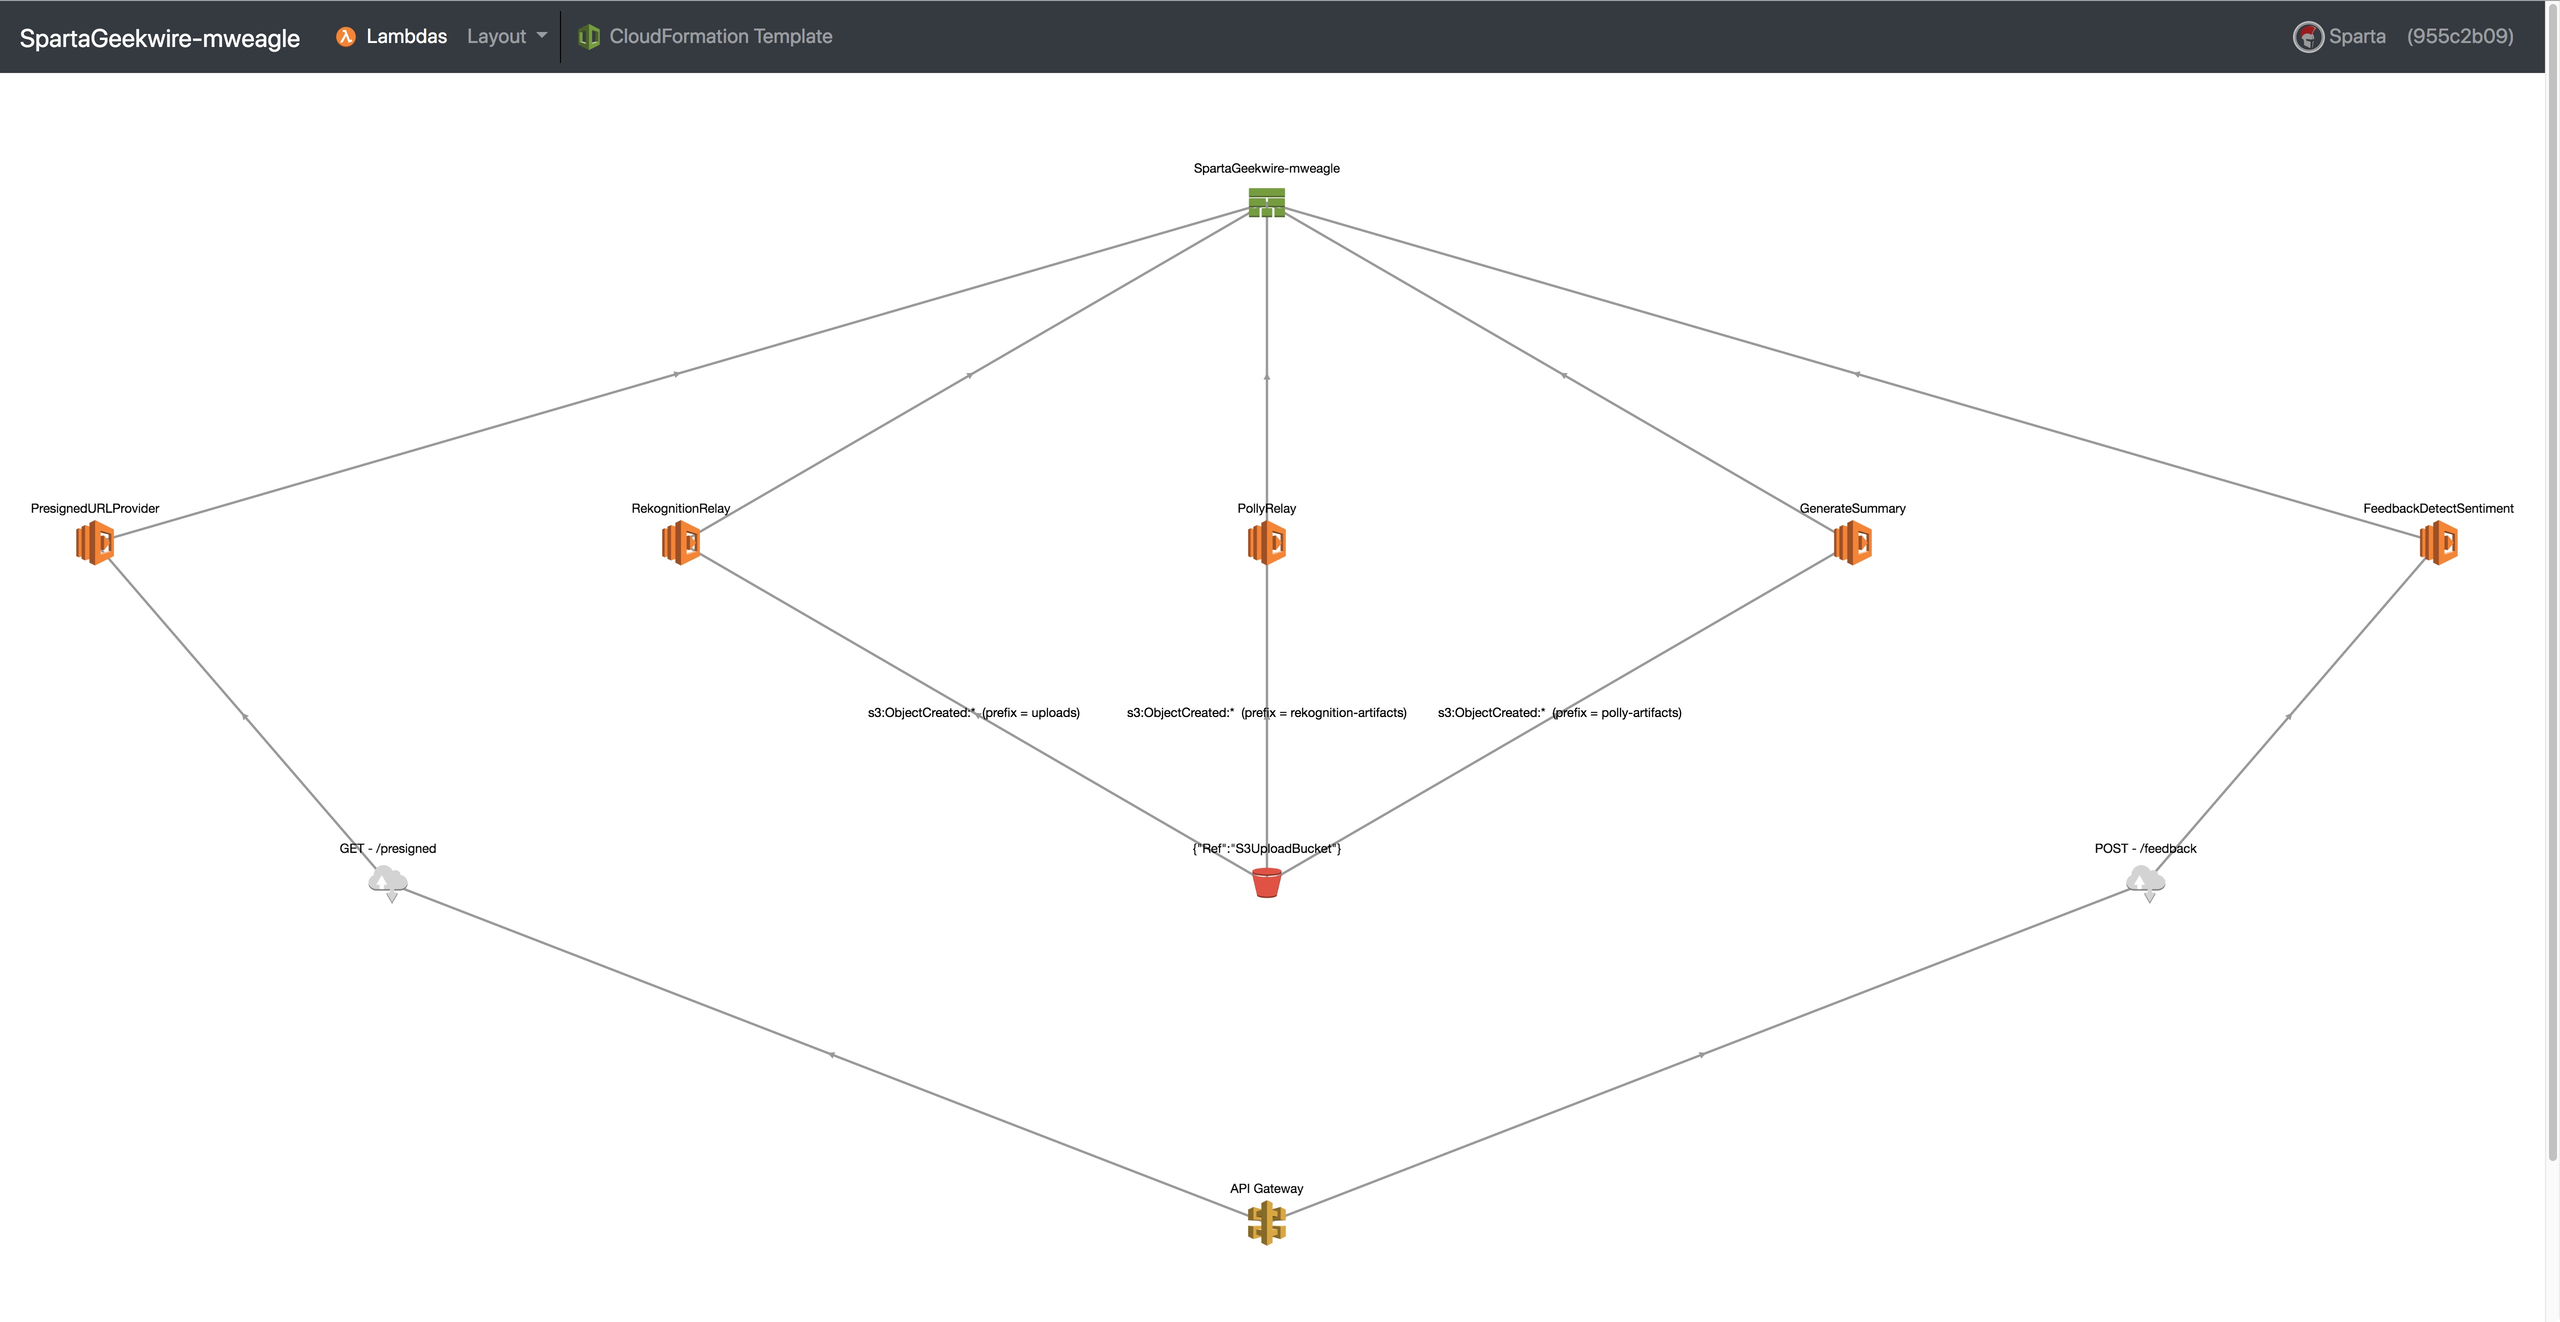 SpartaGeekwire-mweagle Lambdas Layout CloudFormation Template Sparta (955c2b09)
SpartaGeekwire-mweagle
PresignedURLProvider RekognitionRelay PollyRelay GenerateSummary FeedbackDetectSentiment
s3:ObjectCreated:* (prefix = uploads) s3:ObjectCreated:* (prefix = rekognition-artifacts) s3:ObjectCreated:* (prefix = polly-artifacts)
GET - /presigned {"Ref":"S3UploadBucket"} POST - /feedback
API Gateway